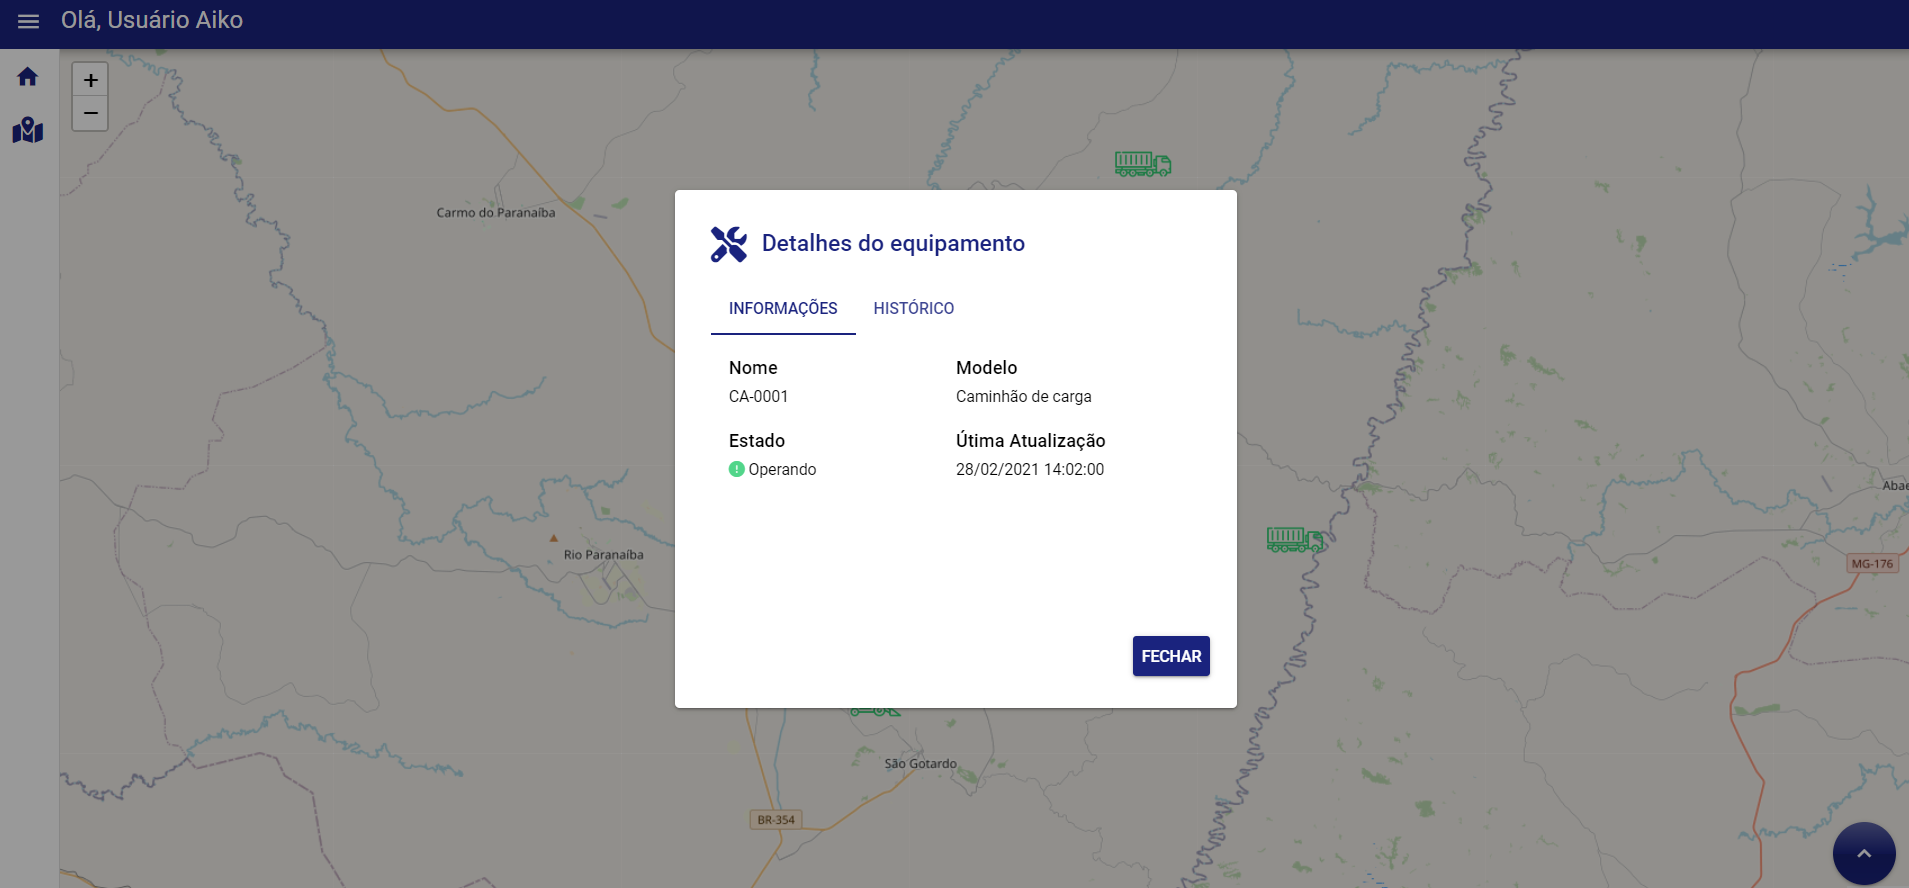 Olá, Usuário Aiko
+
−
Carmo do Paranaíba
Detalhes do equipamento
INFORMAÇÕES HISTÓRICO
Nome Modelo
CA-0001 Caminhão de carga
Estado Útima Atualização
Operando 28/02/2021 14:02:00
Abae
Rio Paranaíba
MG-176
FECHAR
São Gotardo
BR-354